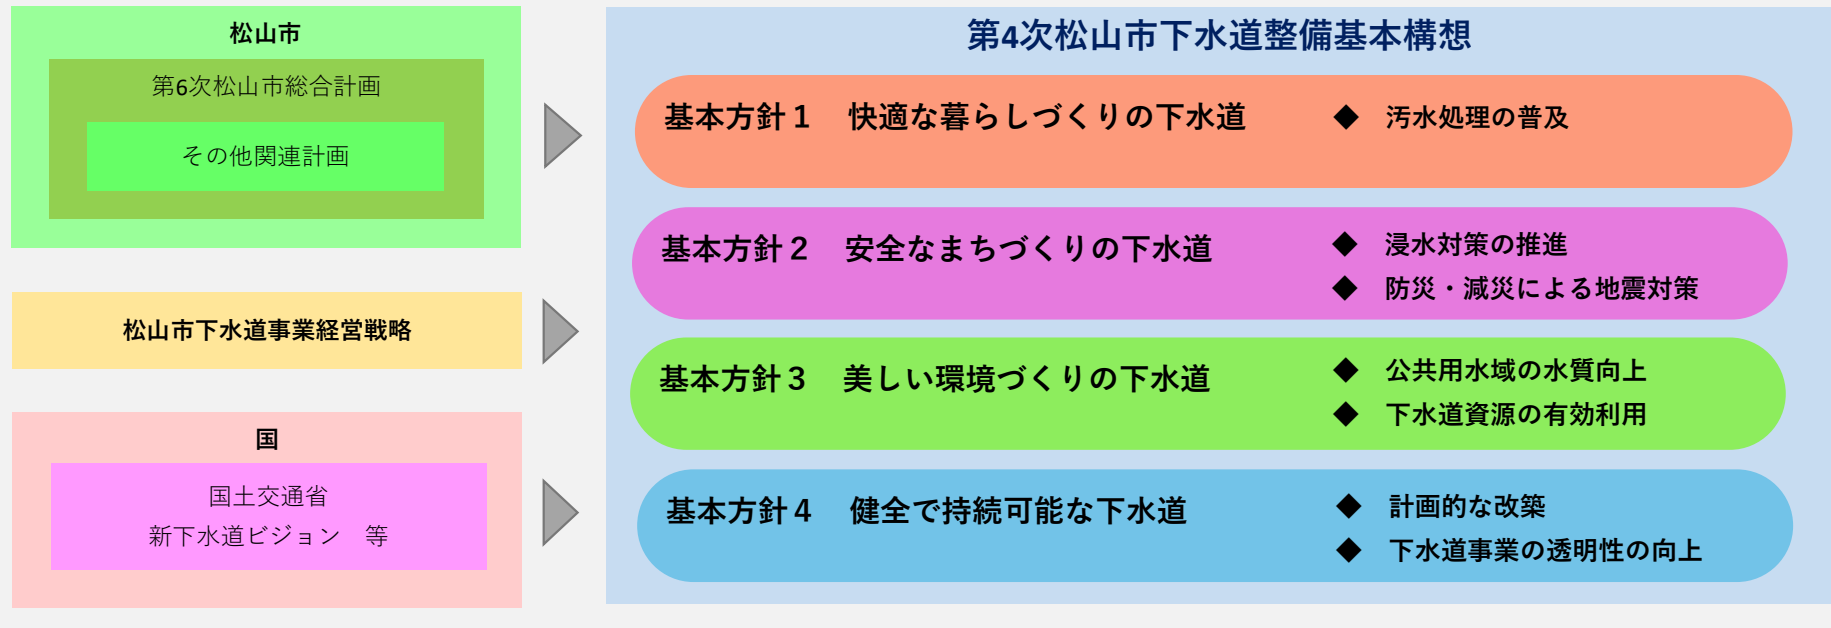 松山市
第6次松山市総合計画
その他関連計画
松山市下水道事業経営戦略
国
国土交通省
新下水道ビジョン　等
第4次松山市下水道整備基本構想
基本方針１　快適な暮らしづくりの下水道
◆ 汚水処理の普及
基本方針２　安全なまちづくりの下水道
◆ 浸水対策の推進
◆ 防災・減災による地震対策
基本方針３　美しい環境づくりの下水道
◆ 公共用水域の水質向上
◆ 下水道資源の有効利用
基本方針４　健全で持続可能な下水道
◆ 計画的な改築
◆ 下水道事業の透明性の向上